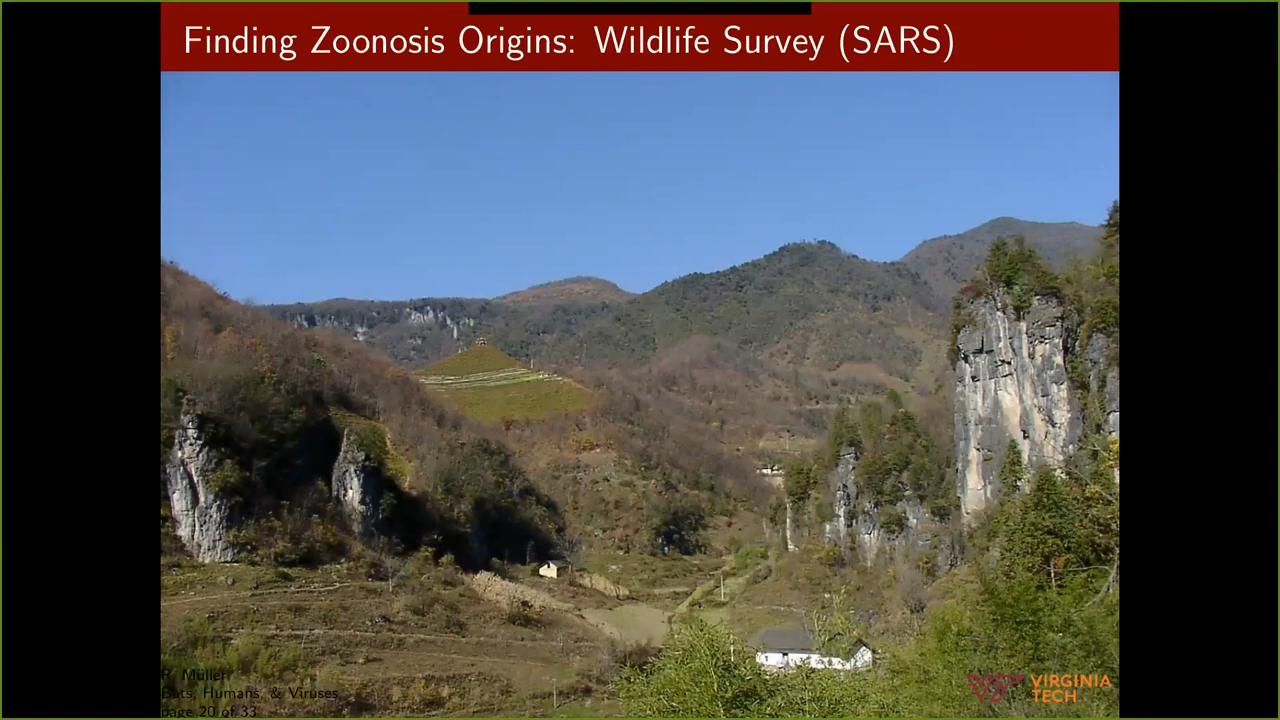 Finding Zoonosis Origins: Wildlife Survey (SARS)
R. Müller
Bats, Humans, & Viruses
page 20 of 33
VIRGINIA
TECH